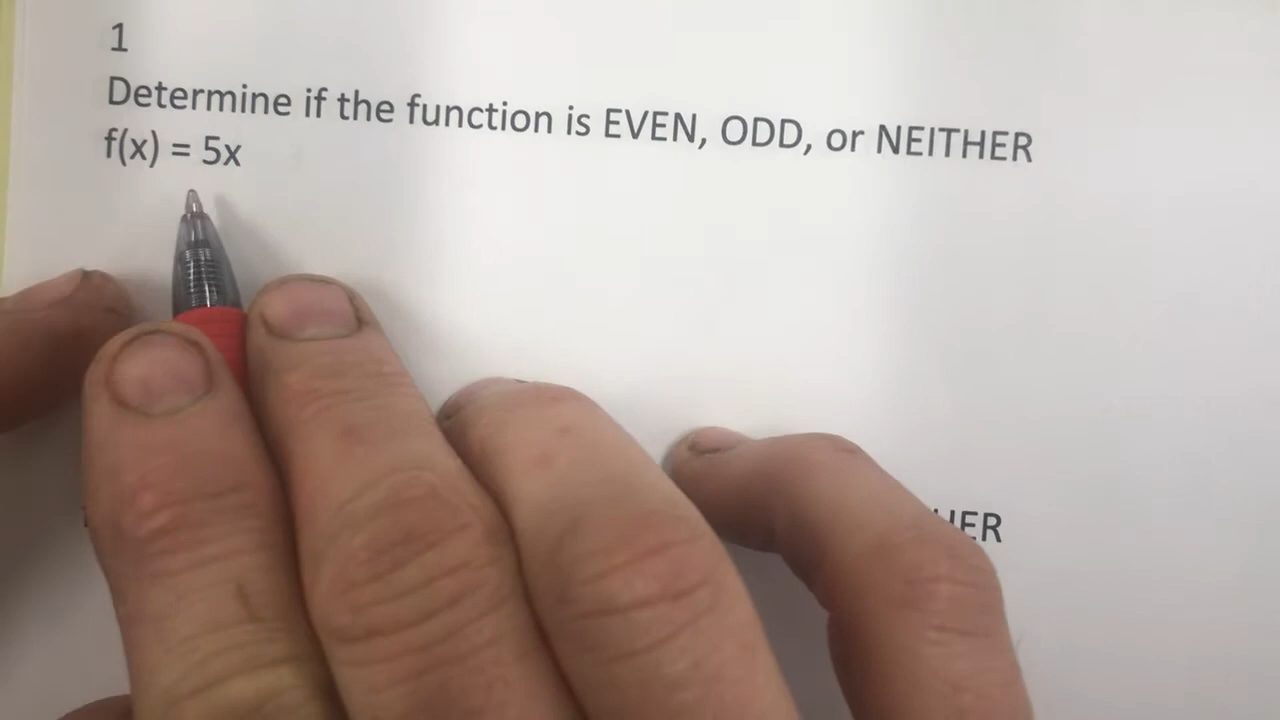 1
Determine if the function is EVEN, ODD, or NEITHER
f(x) = 5x